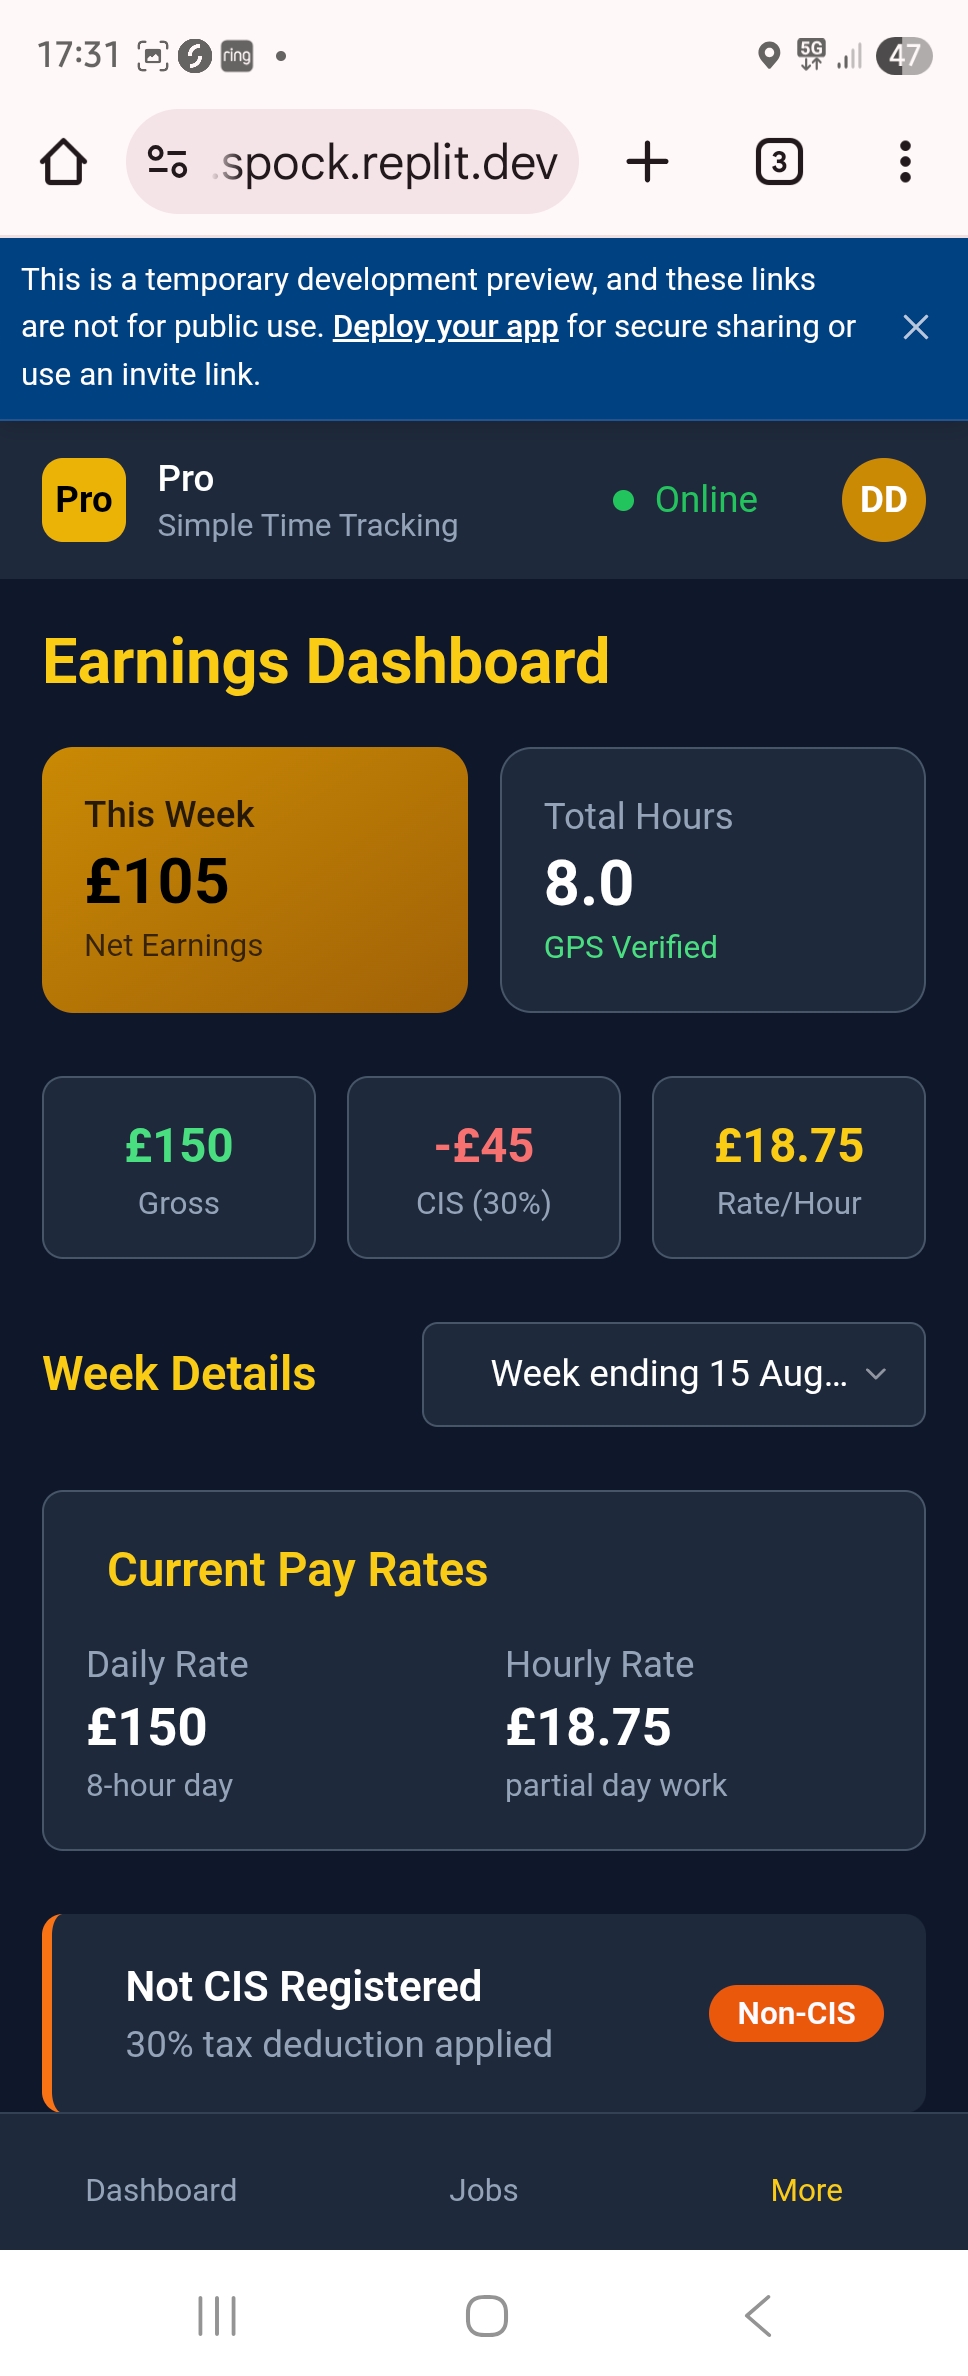 17:31
ring
5G
47
.spock.replit.dev
3
This is a temporary development preview, and these links
are not for public use. Deploy your app for secure sharing or
use an invite link.
Pro
Pro
Simple Time Tracking
Online
DD
Earnings Dashboard
This Week
£105
Net Earnings
Total Hours
8.0
GPS Verified
£150
Gross
-£45
CIS (30%)
£18.75
Rate/Hour
Week Details
Week ending 15 Aug...
Current Pay Rates
Daily Rate
£150
8-hour day
Hourly Rate
£18.75
partial day work
Not CIS Registered
30% tax deduction applied
Non-CIS
Dashboard
Jobs
More